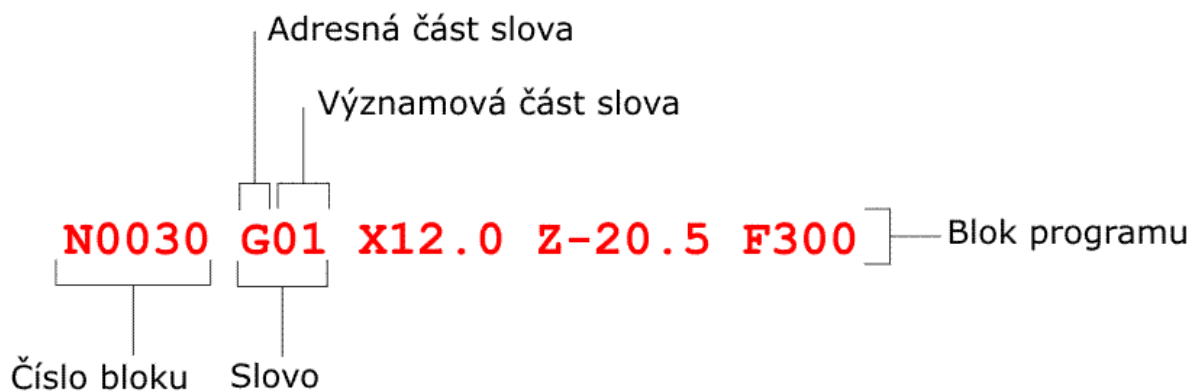 Adresná část slova
Významová část slova
N0030 G01 X12.0 Z-20.5 F300
Blok programu
Číslo bloku
Slovo